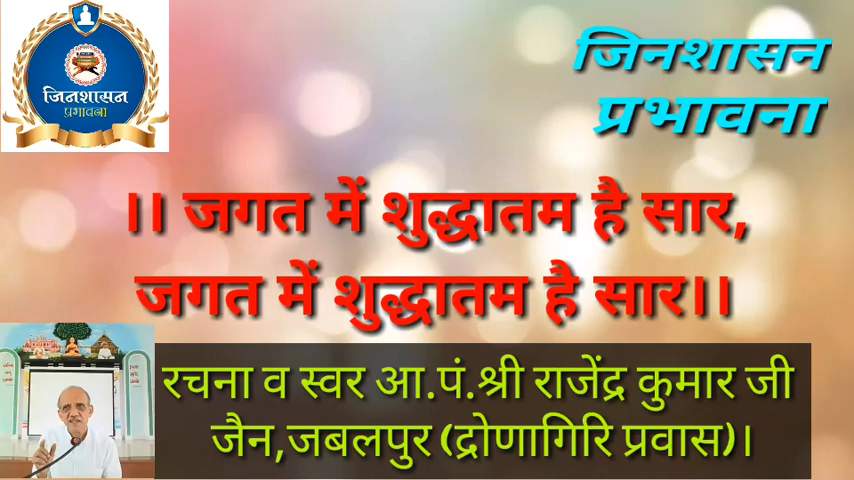 जिनशासन
प्रभावना
जिनशासन
प्रभावना
।। जगत में शुद्धातम है सार,
जगत में शुद्धातम है सार।।
रचना व स्वर आ.पं.श्री राजेंद्र कुमार जी
जैन,जबलपुर (द्रोणागिरि प्रवास)।